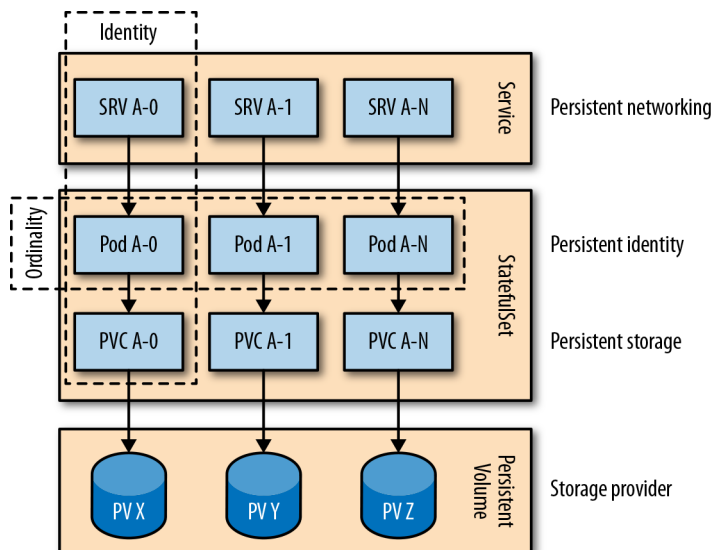 Identity
SRV A-0
SRV A-1
SRV A-N
Service
Persistent networking
Ordinality
Pod A-0
Pod A-1
Pod A-N
StatefulSet
Persistent identity
PVC A-0
PVC A-1
PVC A-N
Persistent storage
PV X
PV Y
PV Z
Persistent
Volume
Storage provider